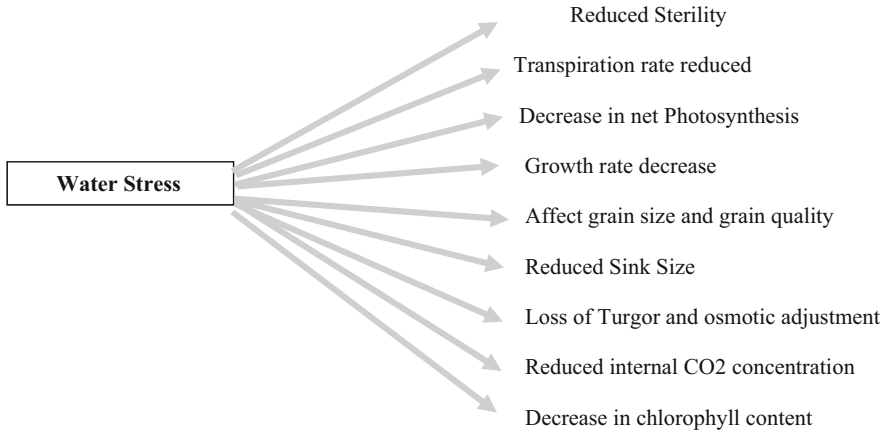 Reduced Sterility
Transpiration rate reduced
Decrease in net Photosynthesis
Growth rate decrease
Water Stress
Affect grain size and grain quality
Reduced Sink Size
Loss of Turgor and osmotic adjustment
Reduced internal CO2 concentration
Decrease in chlorophyll content